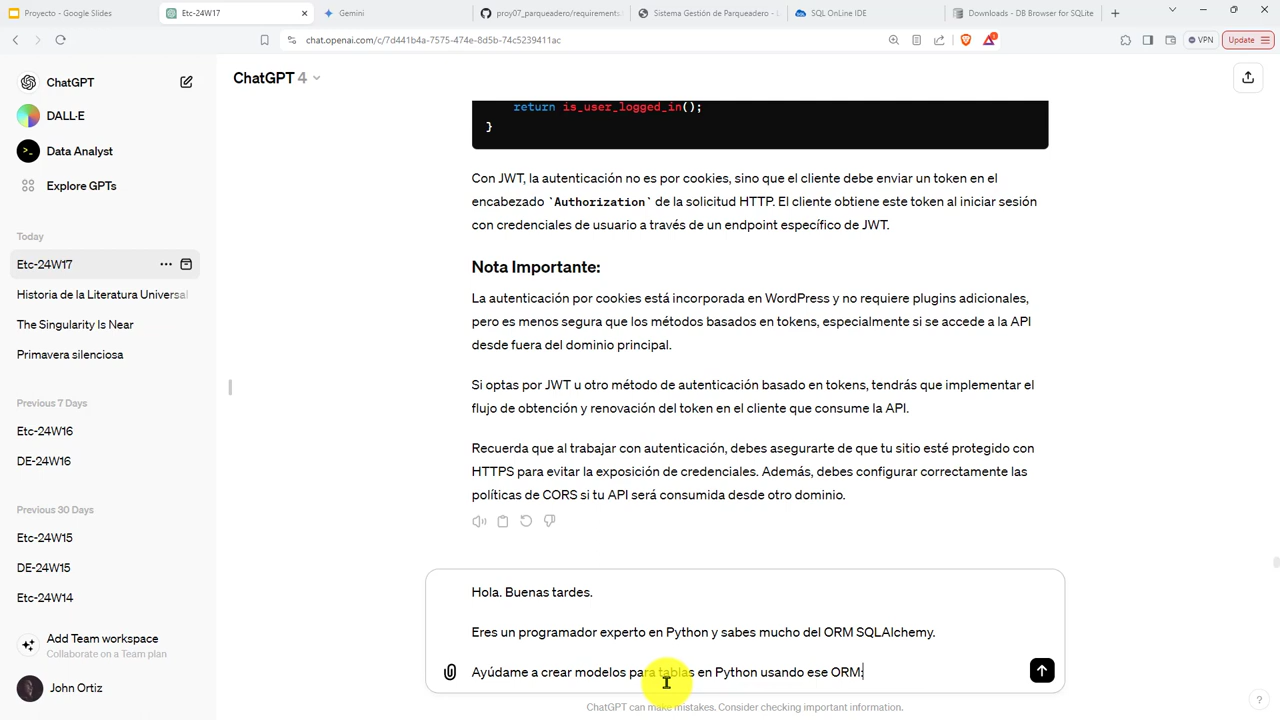 Proyecto - Google Slides
Etc-24W17
Gemini
proy07_parqueadero/requirements
Sistema Gestión de Parqueadero - L
SQL OnLine IDE
Downloads - DB Browser for SQLite
chat.openai.com/c/7d441b4a-7575-474e-8d5b-74c5239411ac
VPN
Update
ChatGPT
DALL·E
Data Analyst
Explore GPTs
Today
Etc-24W17
Historia de la Literatura Universal
The Singularity Is Near
Primavera silenciosa
Previous 7 Days
Etc-24W16
DE-24W16
Previous 30 Days
Etc-24W15
DE-24W15
Etc-24W14
Add Team workspace
Collaborate on a Team plan
John Ortiz
ChatGPT 4
return is_user_logged_in();
}
Con JWT, la autenticación no es por cookies, sino que el cliente debe enviar un token en el
encabezado `Authorization` de la solicitud HTTP. El cliente obtiene este token al iniciar sesión
con credenciales de usuario a través de un endpoint específico de JWT.
Nota Importante:
La autenticación por cookies está incorporada en WordPress y no requiere plugins adicionales,
pero es menos segura que los métodos basados en tokens, especialmente si se accede a la API
desde fuera del dominio principal.
Si optas por JWT u otro método de autenticación basado en tokens, tendrás que implementar el
flujo de obtención y renovación del token en el cliente que consume la API.
Recuerda que al trabajar con autenticación, debes asegurarte de que tu sitio esté protegido con
HTTPS para evitar la exposición de credenciales. Además, debes configurar correctamente las
políticas de CORS si tu API será consumida desde otro dominio.
Hola. Buenas tardes.
Eres un programador experto en Python y sabes mucho del ORM SQLAlchemy.
Ayúdame a crear modelos para tablas en Python usando ese ORM:
ChatGPT can make mistakes. Consider checking important information.
?